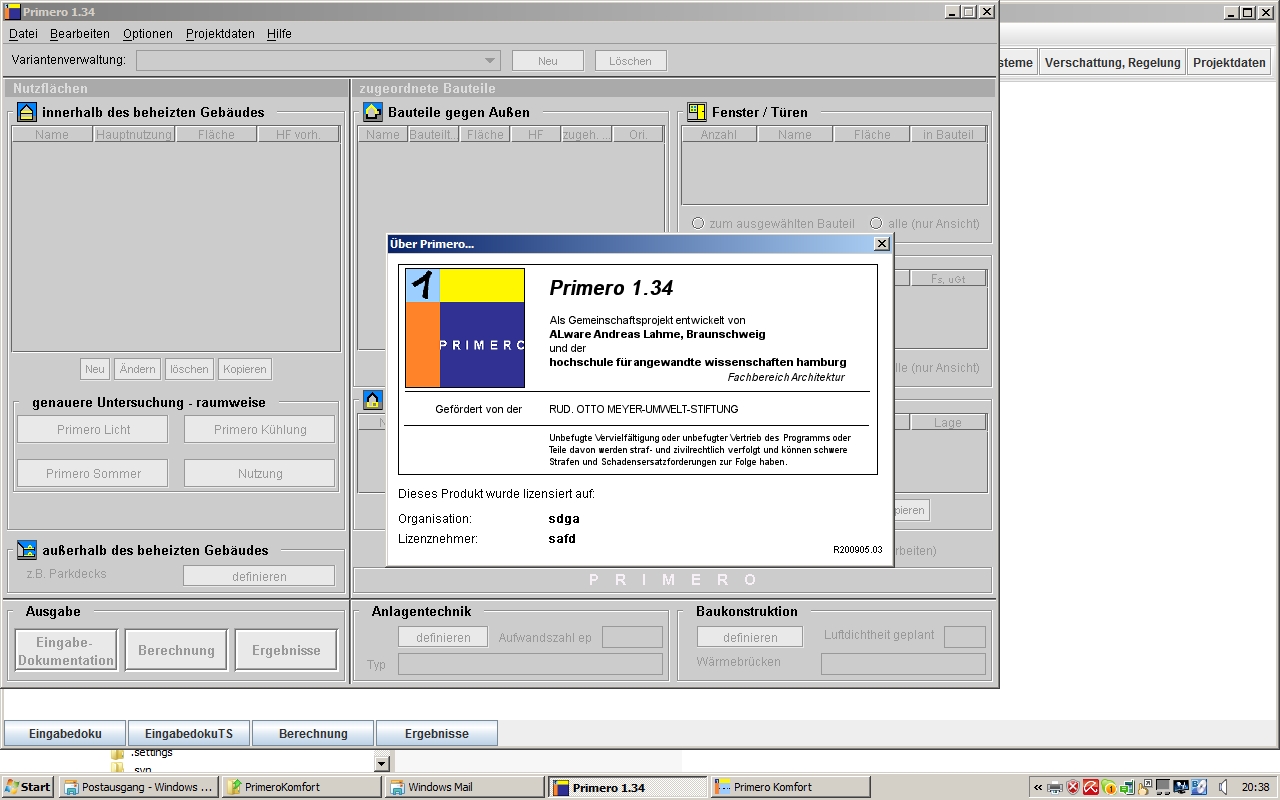 Primero 1.34
Datei Bearbeiten Optionen Projektdaten Hilfe
Variantenverwaltung: Neu Löschen
steme Verschattung, Regelung Projektdaten
Nutzflächen
zugeordnete Bauteile
innerhalb des beheizten Gebäudes
Name Hauptnutzung Fläche HF vorh.
Bauteile gegen Außen
Name Bauteilt... Fläche HF zugeh. ... Ori.
Fenster / Türen
Anzahl Name Fläche in Bauteil
zum ausgewählten Bauteil alle (nur Ansicht)
Fs, uGt
lle (nur Ansicht)
N
Lage
pieren
rbeiten)
Neu Ändern löschen Kopieren
genauere Untersuchung - raumweise
Primero Licht Primero Kühlung
Primero Sommer Nutzung
außerhalb des beheizten Gebäudes
z.B. Parkdecks definieren
Über Primero...
PRIMERO
Primero 1.34
Als Gemeinschaftsprojekt entwickelt von
ALware Andreas Lahme, Braunschweig
und der
hochschule für angewandte wissenschaften hamburg
Fachbereich Architektur
Gefördert von der RUD. OTTO MEYER-UMWELT-STIFTUNG
Unbefugte Vervielfältigung oder unbefugter Vertrieb des Programms oder
Teile davon werden straf- und zivilrechtlich verfolgt und können schwere
Strafen und Schadensersatzforderungen zur Folge haben.
Dieses Produkt wurde lizensiert auf:
Organisation: sdga
Lizenznehmer: safd
R200905.03
PRIMERO
Ausgabe
Eingabe-
Dokumentation
Berechnung
Ergebnisse
Anlagentechnik
definieren Aufwandszahl ep
Typ
Baukonstruktion
definieren Luftdichtheit geplant
Wärmebrücken
Eingabedoku EingabedokuTS Berechnung Ergebnisse
.settings
.svn
Start Postausgang - Windows ... PrimeroKomfort Windows Mail Primero 1.34 Primero Komfort 20:38